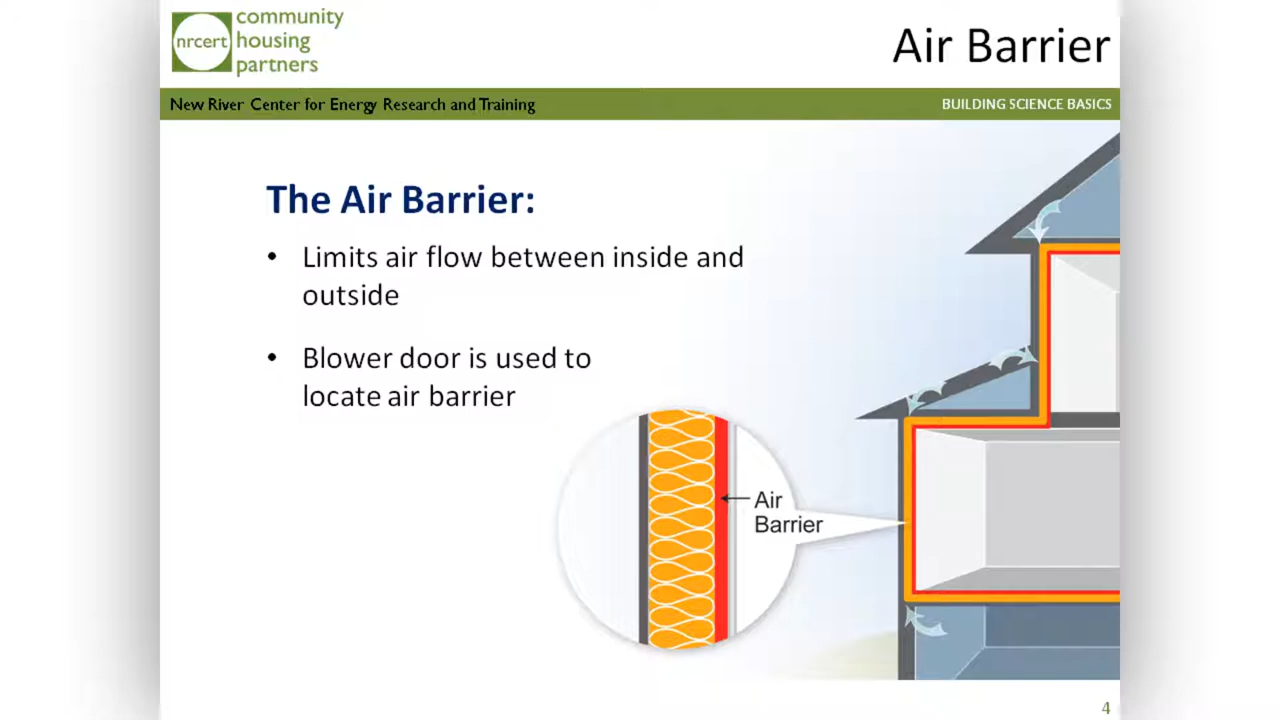 community
nrcert housing
partners
Air Barrier
New River Center for Energy Research and Training
BUILDING SCIENCE BASICS
The Air Barrier:
• Limits air flow between inside and
outside
• Blower door is used to
locate air barrier
Air
Barrier
4